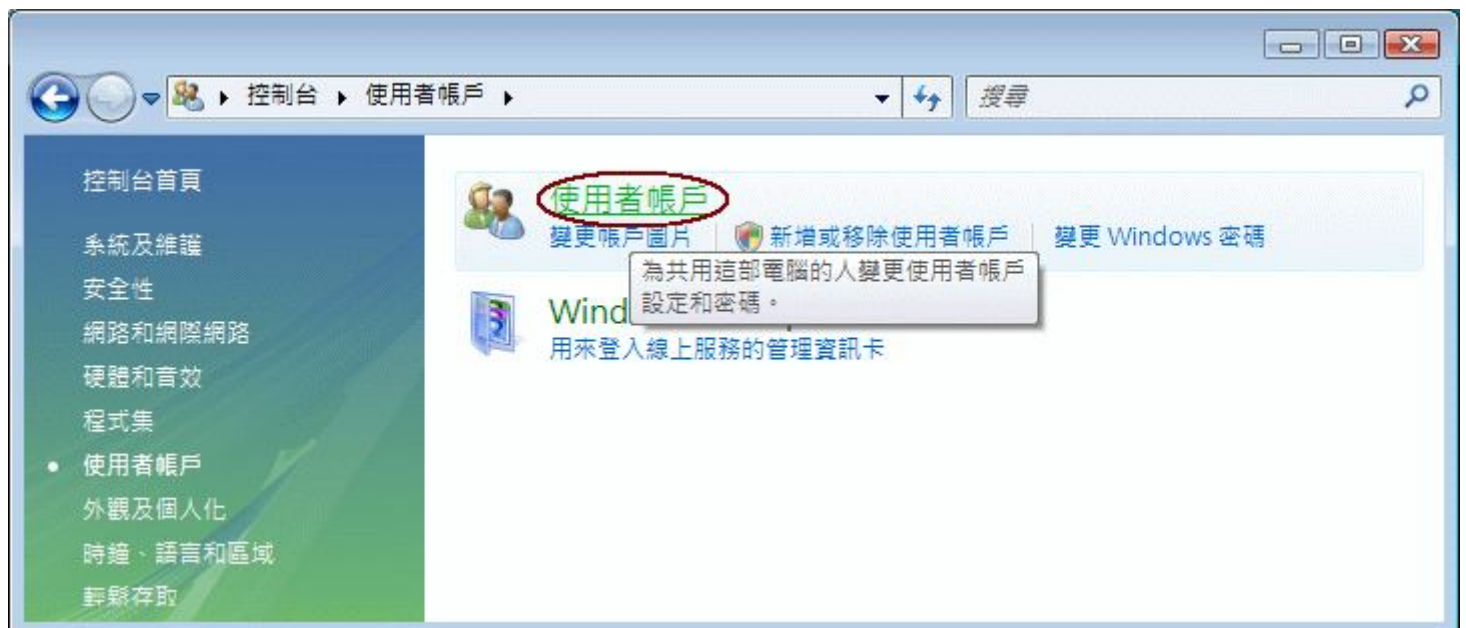 控制台 使用者帳戶
搜尋
控制台首頁
系統及維護
安全性
網路和網際網路
硬體和音效
程式集
使用者帳戶
外觀及個人化
時鐘、語言和區域
輕鬆存取
使用者帳戶
變更帳戶圖片 新增或移除使用者帳戶 變更 Windows 密碼
為共用這部電腦的人變更使用者帳戶
設定和密碼。
用來登入線上服務的管理資訊卡